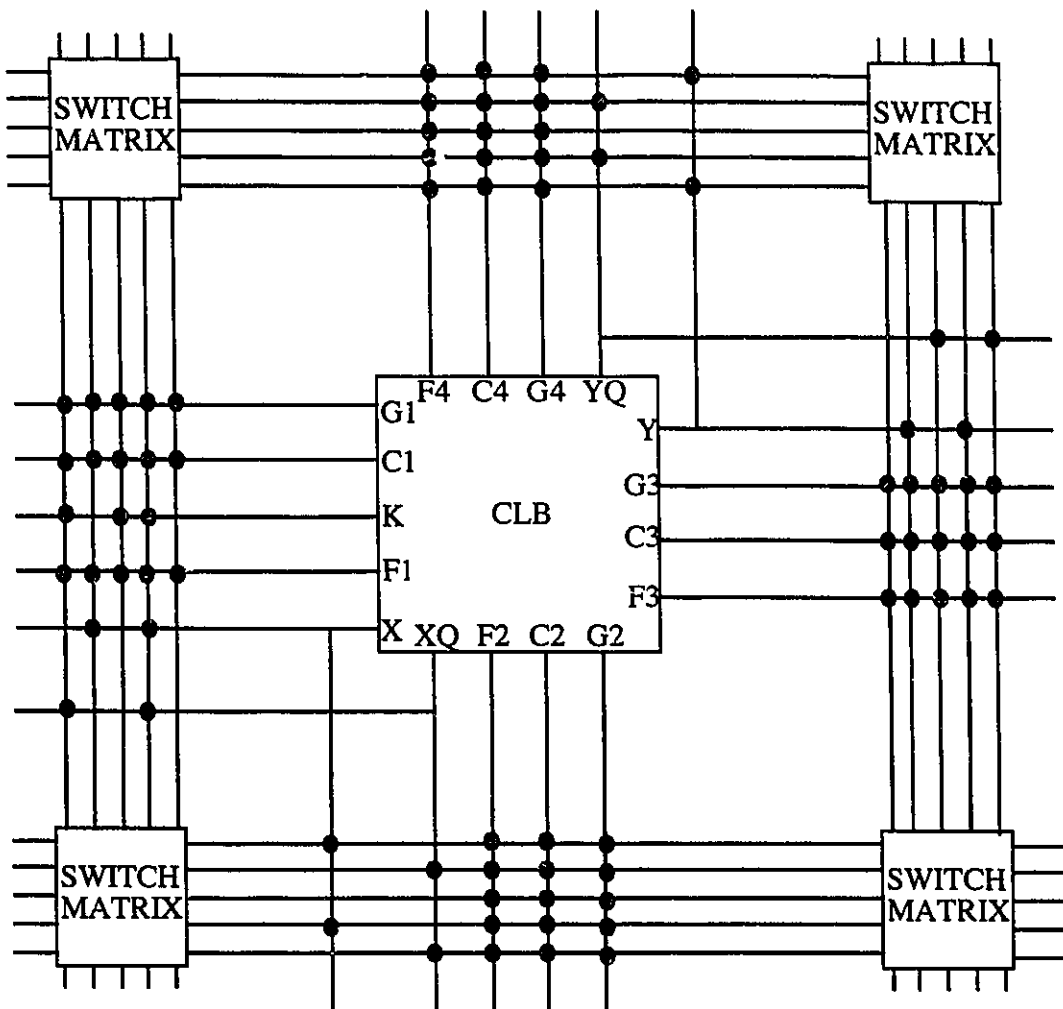 SWITCH
MATRIX
SWITCH
MATRIX
F4 C4 G4 YQ
G1
Y
C1
G3
K
CLB
C3
F1
F3
X
XQ F2 C2 G2
SWITCH
MATRIX
SWITCH
MATRIX